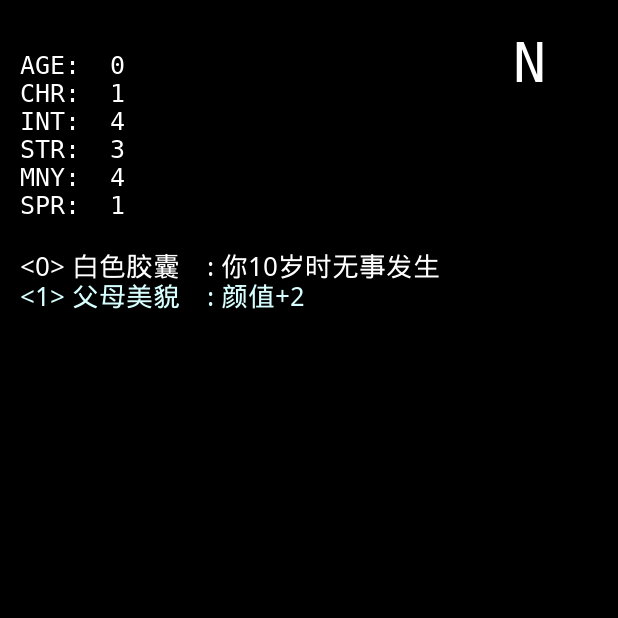 N
AGE: 0
CHR: 1
INT: 4
STR: 3
MNY: 4
SPR: 1
<0> 白色胶囊 : 你10岁时无事发生
<1> 父母美貌 : 颜值+2